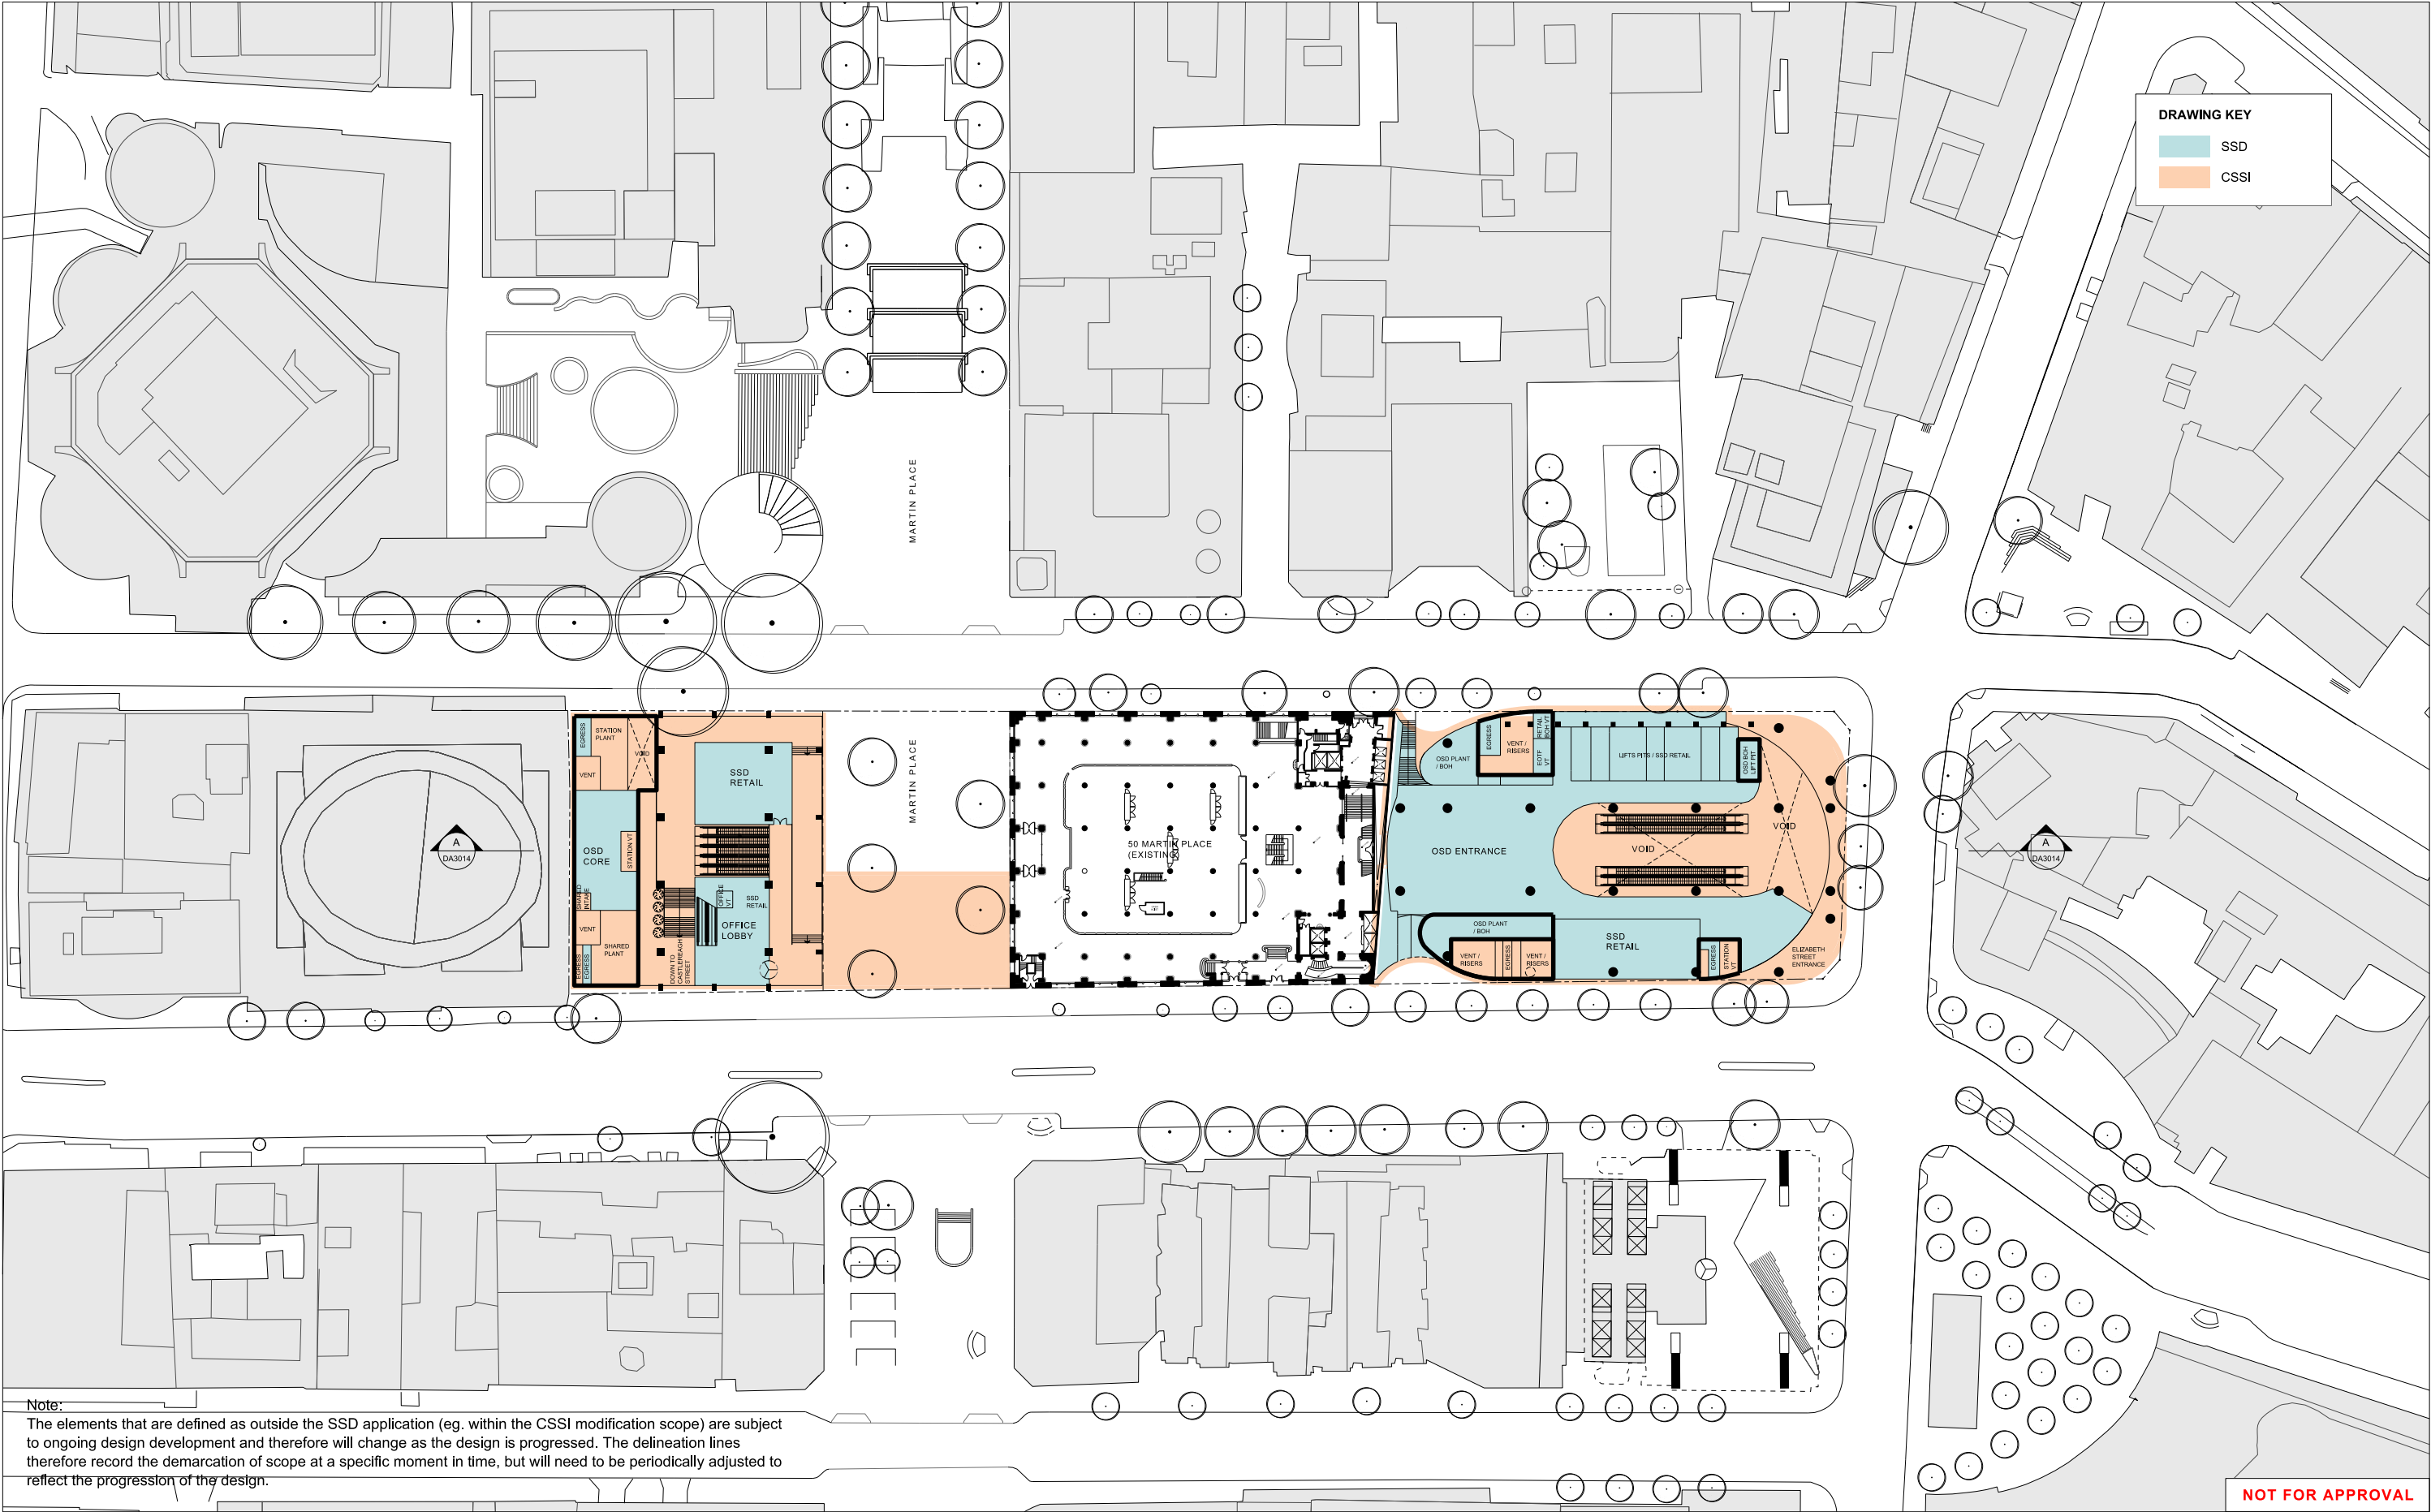 DRAWING KEY
SSD
CSSI
MARTIN PLACE
MARTIN PLACE
EGRESS
STATION
PLANT
VOID
VENT
OSD
CORE
STATION VT
SHARED
INTAKE
VENT
SHARED
PLANT
EGRESS
EGRESS
SSD
RETAIL
OFFICE
VT
SSD
RETAIL
OFFICE
LOBBY
DOWN TO
CASTLEREAGH
STREET
A
DA3014
50 MARTIN PLACE
(EXISTING)
OSD PLANT
/ BOH
EGRESS
VENT /
RISERS
RETAIL
BOH VT
EOTF
VT
LIFTS PITS / SSD RETAIL
OSD BOH
LIFT PIT
OSD ENTRANCE
VOID
VOID
OSD PLANT
/ BOH
VENT /
RISERS
EGRESS
VENT /
RISERS
SSD
RETAIL
EGRESS
STATION
VT
ELIZABETH
STREET
ENTRANCE
A
DA3014
Note:
The elements that are defined as outside the SSD application (eg. within the CSSI modification scope) are subject
to ongoing design development and therefore will change as the design is progressed. The delineation lines
therefore record the demarcation of scope at a specific moment in time, but will need to be periodically adjusted to
reflect the progression of the design.
NOT FOR APPROVAL